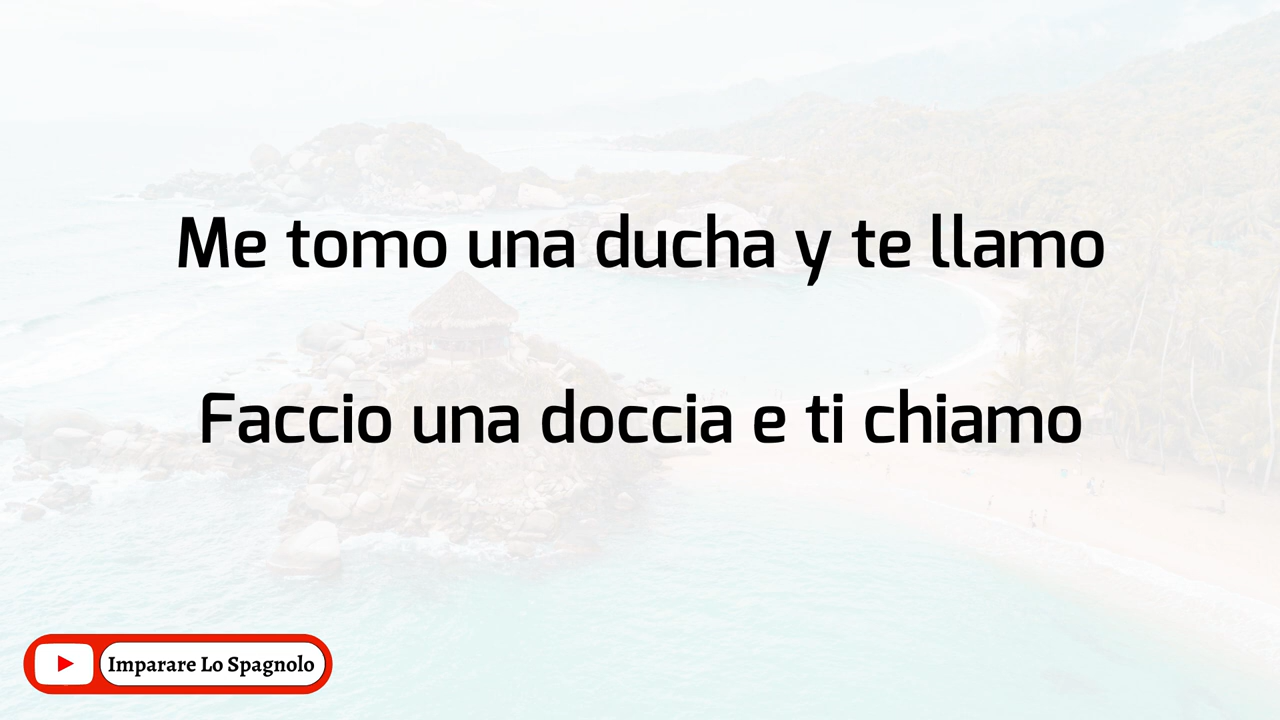 Me tomo una ducha y te llamo
Faccio una doccia e ti chiamo
Imparare Lo Spagnolo